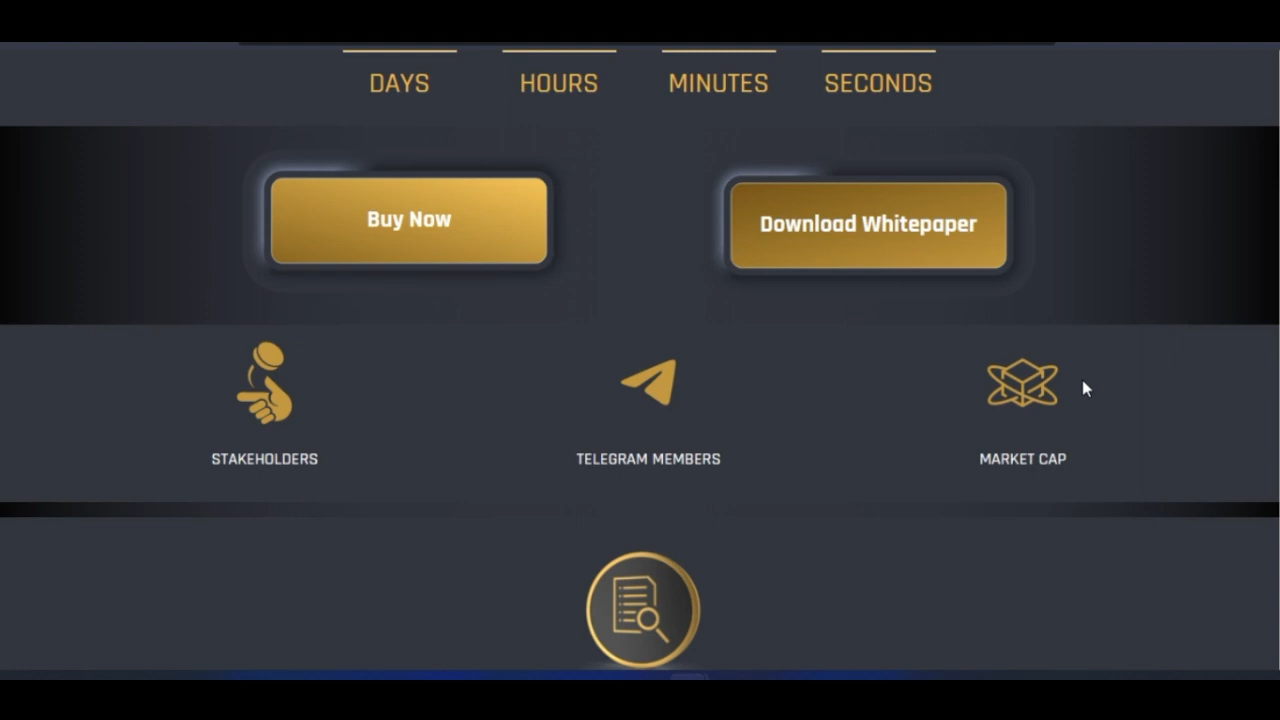 DAYS HOURS MINUTES SECONDS
Buy Now Download Whitepaper
STAKEHOLDERS TELEGRAM MEMBERS MARKET CAP